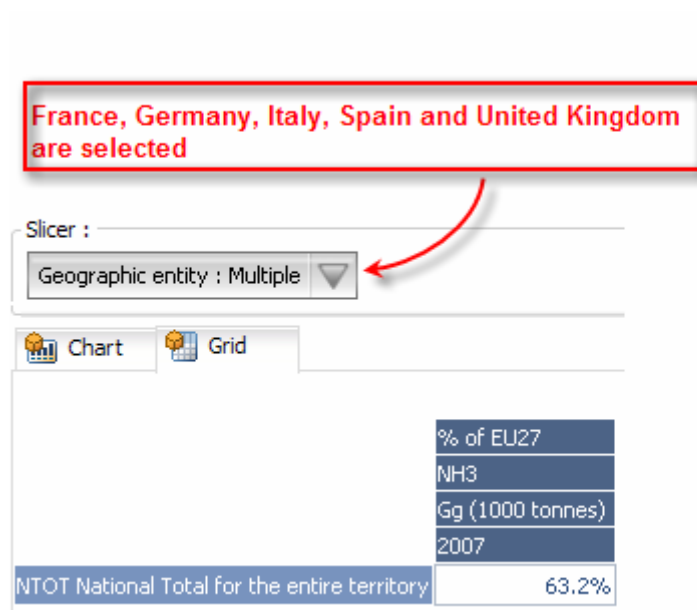 France, Germany, Italy, Spain and United Kingdom
are selected
Slicer :
Geographic entity : Multiple
Chart
Grid
% of EU27
NH3
Gg (1000 tonnes)
2007
NTOT National Total for the entire territory 63.2%